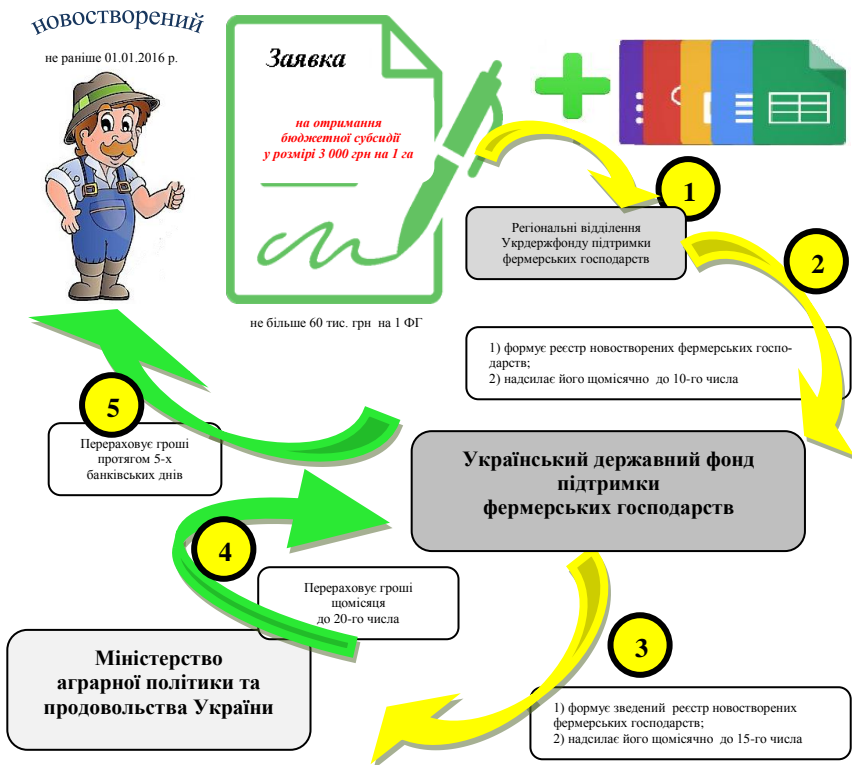 новостворений
не раніше 01.01.2016 р.
Заявка
на отримання
бюджетної субсидії
у розмірі 3 000 грн на 1 га
не більше 60 тис. грн на 1 ФГ
1
Регіональні відділення
Укрдержфонду підтримки
фермерських господарств
2
1) формує реєстр новостворених фермерських госпо-
дарств;
2) надсилає його щомісячно до 10-го числа
5
Перераховує гроші
протягом 5-х
банківських днів
Український державний фонд
підтримки
фермерських господарств
4
Перераховує гроші
щомісяця
до 20-го числа
3
Міністерство
аграрної політики та
продовольства України
1) формує зведений реєстр новостворених
фермерських господарств;
2) надсилає його щомісячно до 15-го числа